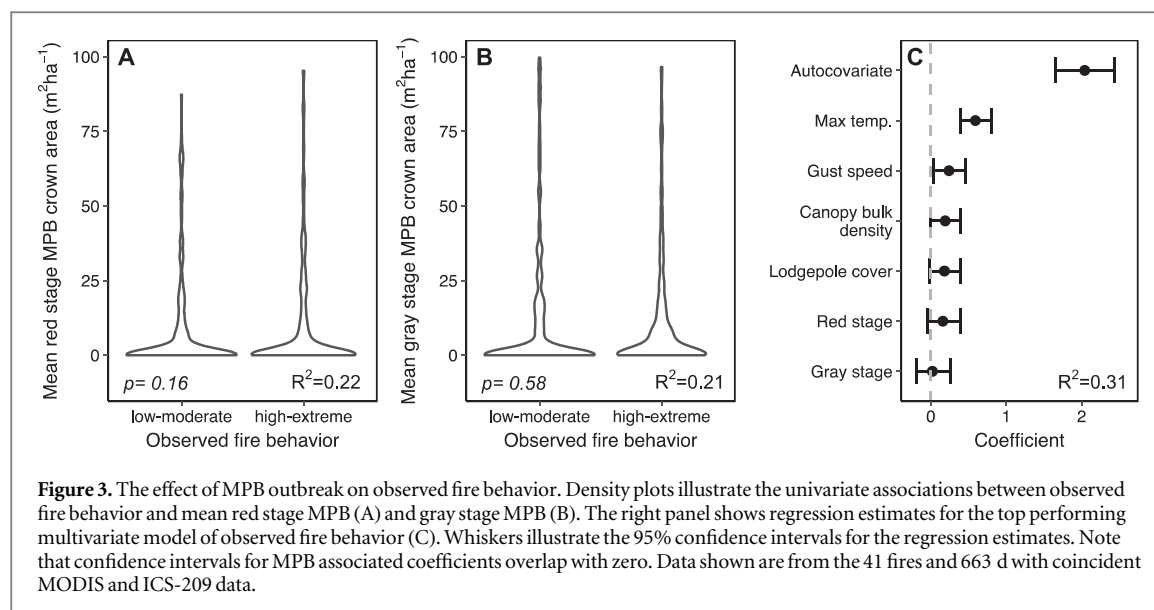 A
Mean red stage MPB crown area (m²ha⁻¹)
100
75
50
25
0
p= 0.16
R²=0.22
low-moderate high-extreme
Observed fire behavior
B
Mean gray stage MPB crown area (m²ha⁻¹)
100
75
50
25
0
p= 0.58
R²=0.21
low-moderate high-extreme
Observed fire behavior
C
Autocovariate
Max temp.
Gust speed
Canopy bulk
density
Lodgepole cover
Red stage
Gray stage
R²=0.31
0 1 2
Coefficient
Figure 3. The effect of MPB outbreak on observed fire behavior. Density plots illustrate the univariate associations between observed
fire behavior and mean red stage MPB (A) and gray stage MPB (B). The right panel shows regression estimates for the top performing
multivariate model of observed fire behavior (C). Whiskers illustrate the 95% confidence intervals for the regression estimates. Note
that confidence intervals for MPB associated coefficients overlap with zero. Data shown are from the 41 fires and 663 d with coincident
MODIS and ICS-209 data.